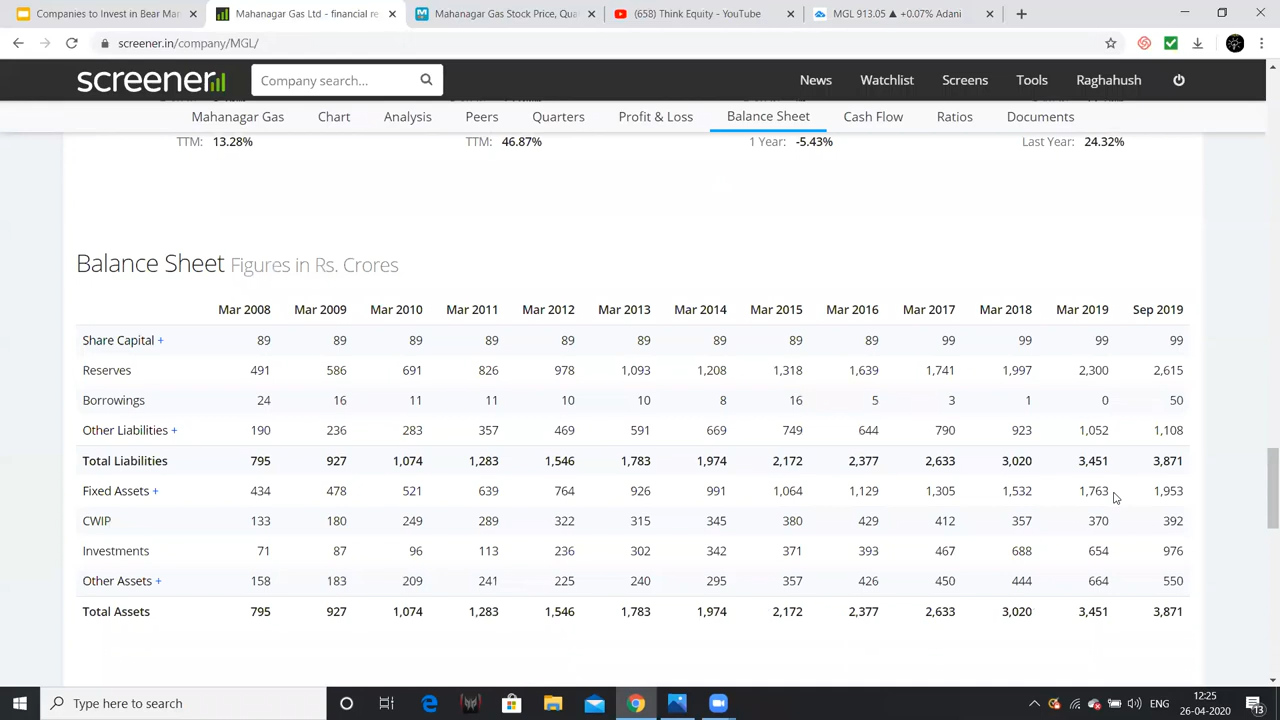 Companies to Invest in Bear Mar
Mahanagar Gas Ltd - financial re
Mahanagar Gas Stock Price, Quo
(658) Think Equity - YouTube
MGL 913.05 ▲ +0.07% Adani
screener.in/company/MGL/
screener
Company search...
News Watchlist Screens Tools Raghahush
Mahanagar Gas Chart Analysis Peers Quarters Profit & Loss Balance Sheet Cash Flow Ratios Documents
TTM: 13.28% TTM: 46.87% 1 Year: -5.43% Last Year: 24.32%
Balance Sheet Figures in Rs. Crores
Mar 2008 Mar 2009 Mar 2010 Mar 2011 Mar 2012 Mar 2013 Mar 2014 Mar 2015 Mar 2016 Mar 2017 Mar 2018 Mar 2019 Sep 2019
Share Capital + 89 89 89 89 89 89 89 89 89 99 99 99 99
Reserves 491 586 691 826 978 1,093 1,208 1,318 1,639 1,741 1,997 2,300 2,615
Borrowings 24 16 11 11 10 10 8 16 5 3 1 0 50
Other Liabilities + 190 236 283 357 469 591 669 749 644 790 923 1,052 1,108
Total Liabilities 795 927 1,074 1,283 1,546 1,783 1,974 2,172 2,377 2,633 3,020 3,451 3,871
Fixed Assets + 434 478 521 639 764 926 991 1,064 1,129 1,305 1,532 1,763 1,953
CWIP 133 180 249 289 322 315 345 380 429 412 357 370 392
Investments 71 87 96 113 236 302 342 371 393 467 688 654 976
Other Assets + 158 183 209 241 225 240 295 357 426 450 444 664 550
Total Assets 795 927 1,074 1,283 1,546 1,783 1,974 2,172 2,377 2,633 3,020 3,451 3,871
Type here to search
ENG
12:25
26-04-2020
13